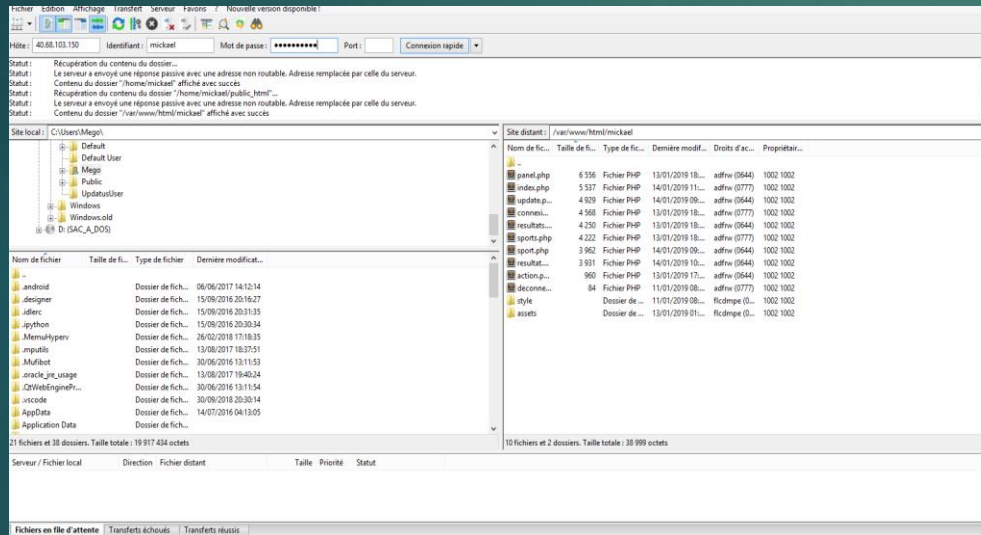 Fichier Edition Affichage Transfert Serveur Favoris ? Nouvelle version disponible !
Hôte : 40.68.103.150 Identifiant : mickael Mot de passe : ●●●●●●●●●● Port : Connexion rapide
Statut : Récupération du contenu du dossier...
Statut : Le serveur a envoyé une réponse passive avec une adresse non routable. Adresse remplacée par celle du serveur.
Statut : Contenu du dossier "/home/mickael" affiché avec succès
Statut : Récupération du contenu du dossier "/home/mickael/public_html"...
Statut : Le serveur a envoyé une réponse passive avec une adresse non routable. Adresse remplacée par celle du serveur.
Statut : Contenu du dossier "/var/www/html/mickael" affiché avec succès
Site local : C:\Users\Mego\
Default
Default User
Mego
Public
UpdatusUser
Windows
Windows.old
D: (SAC_A_DOS)
Nom de fichier Taille de fi... Type de fichier Dernière modificat...
..
.android Dossier de fich... 06/06/2017 14:12:14
.designer Dossier de fich... 15/09/2016 20:16:27
.idlerc Dossier de fich... 15/09/2016 20:31:35
.ipython Dossier de fich... 15/09/2016 20:30:34
.MemuHyperv Dossier de fich... 26/02/2018 17:18:35
.mputils Dossier de fich... 13/08/2017 18:37:51
.Mufibot Dossier de fich... 30/06/2016 13:11:53
.oracle_jre_usage Dossier de fich... 13/08/2017 19:40:24
.QtWebEnginePr... Dossier de fich... 30/06/2016 13:11:54
.vscode Dossier de fich... 30/09/2018 20:30:14
AppData Dossier de fich... 14/07/2016 04:13:05
Application Data Dossier de fich...
21 fichiers et 38 dossiers. Taille totale : 19 917 434 octets
Site distant : /var/www/html/mickael
Nom de fic... Taille de fi... Type de fic... Dernière modif... Droits d'ac... Propriétair...
..
panel.php 6 556 Fichier PHP 13/01/2019 18:... adfrw (0644) 1002 1002
index.php 5 537 Fichier PHP 14/01/2019 11:... adfrw (0777) 1002 1002
update.p... 4 929 Fichier PHP 14/01/2019 09:... adfrw (0644) 1002 1002
connexi... 4 568 Fichier PHP 13/01/2019 18:... adfrw (0777) 1002 1002
resultats.... 4 250 Fichier PHP 13/01/2019 18:... adfrw (0644) 1002 1002
sports.php 4 222 Fichier PHP 13/01/2019 18:... adfrw (0777) 1002 1002
sport.php 3 962 Fichier PHP 14/01/2019 09:... adfrw (0644) 1002 1002
resultat.... 3 931 Fichier PHP 14/01/2019 10:... adfrw (0644) 1002 1002
action.p... 960 Fichier PHP 13/01/2019 17:... adfrw (0644) 1002 1002
deconne... 84 Fichier PHP 11/01/2019 08:... adfrw (0777) 1002 1002
style Dossier de ... 11/01/2019 08:... flcdmpe (0... 1002 1002
assets Dossier de ... 13/01/2019 01:... flcdmpe (0... 1002 1002
10 fichiers et 2 dossiers. Taille totale : 38 999 octets
Serveur / Fichier local Direction Fichier distant Taille Priorité Statut
Fichiers en file d'attente Transferts échoués Transferts réussis